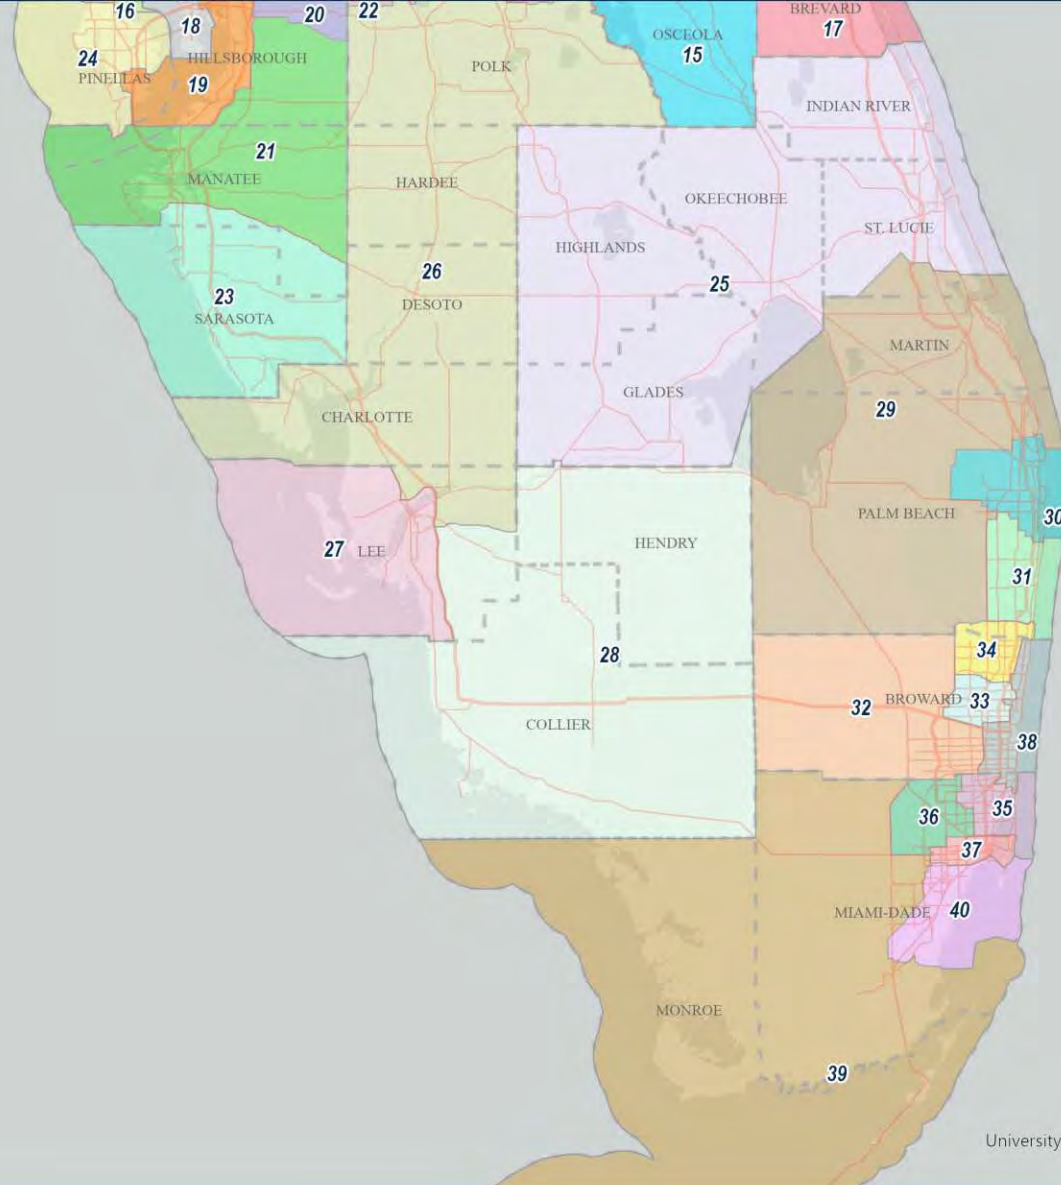 16
20
22
BREVARD
17
18
OSCEOLA
15
24
HILLSBOROUGH
PINELLAS
19
POLK
INDIAN RIVER
21
MANATEE
HARDEE
OKEECHOBEE
HIGHLANDS
ST. LUCIE
26
25
23
DESOTO
SARASOTA
MARTIN
GLADES
29
CHARLOTTE
PALM BEACH
30
27
LEE
HENDRY
31
28
34
32
BROWARD
33
COLLIER
38
36
35
37
MIAMI-DADE
40
MONROE
39
University